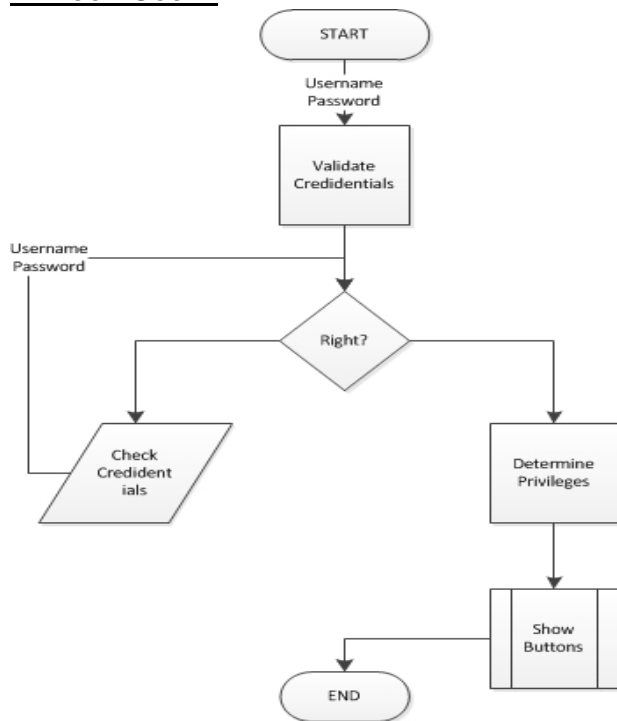 START
Username
Password
Validate
Credidentials
Username
Password
Right?
Check
Credident
ials
Determine
Privileges
Show
Buttons
END